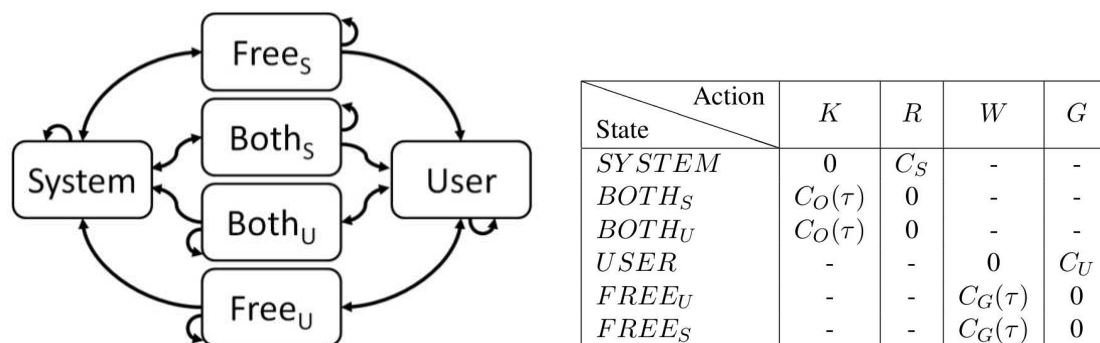 Free_S
Both_S
System
User
Both_U
Free_U
Action
State K R W G
SYSTEM 0 C_S - -
BOTH_S C_O(τ) 0 - -
BOTH_U C_O(τ) 0 - -
USER - - 0 C_U
FREE_U - - C_G(τ) 0
FREE_S - - C_G(τ) 0